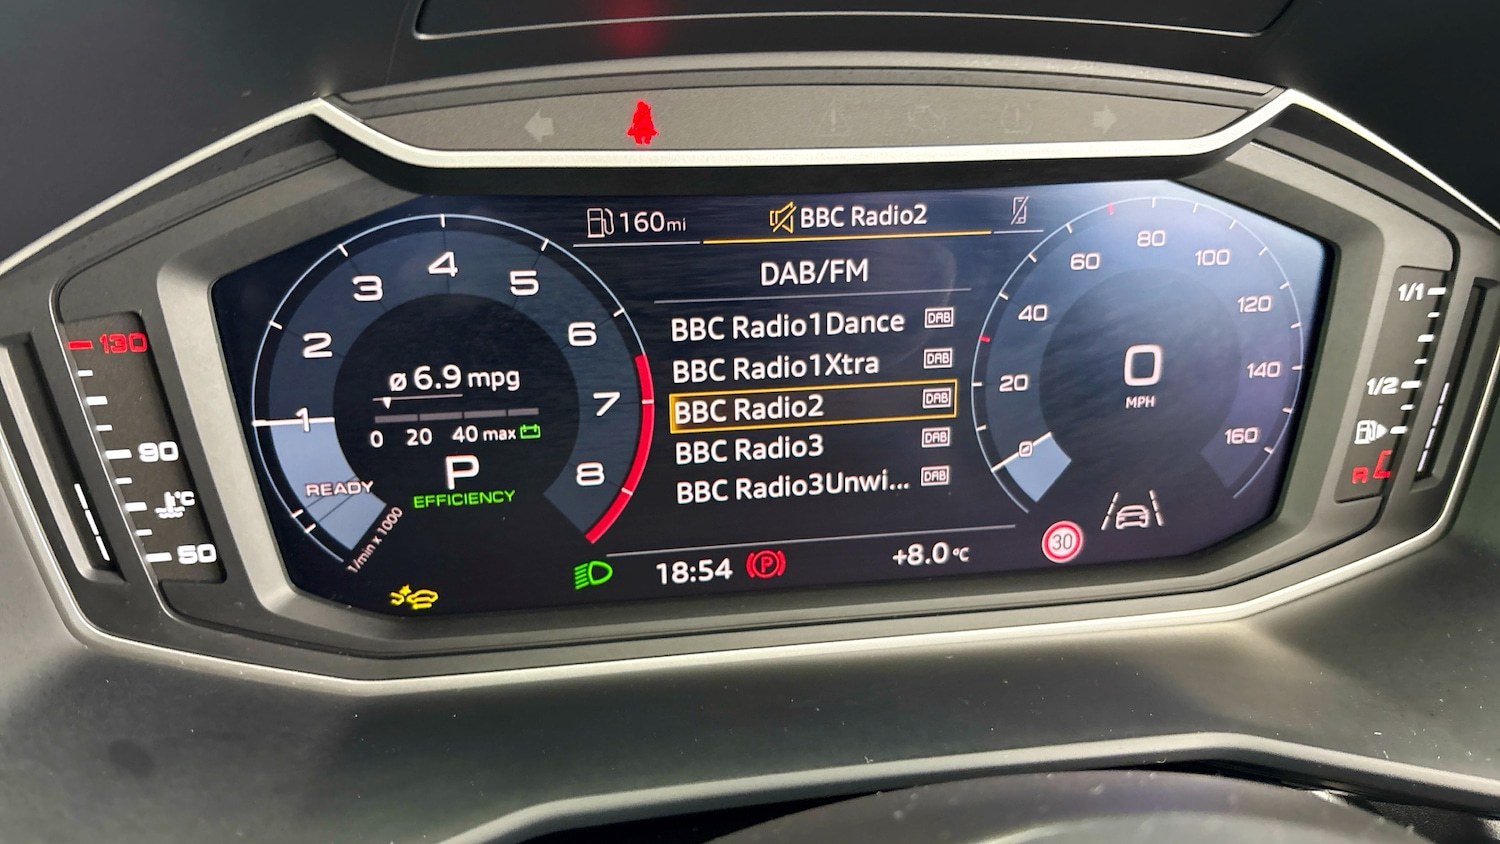 160mi
BBC Radio2
DAB/FM
BBC Radio1Dance DAB
BBC Radio1Xtra DAB
BBC Radio2 DAB
BBC Radio3 DAB
BBC Radio3Unwi... DAB
1
2
3
4
5
6
7
8
ø 6.9 mpg
0 20 40 max
P
EFFICIENCY
READY
1/min x 1000
130
90
°C
50
0
20
40
60
80
100
120
140
160
0
MPH
18:54
P
+8.0 °C
30
1/1
1/2